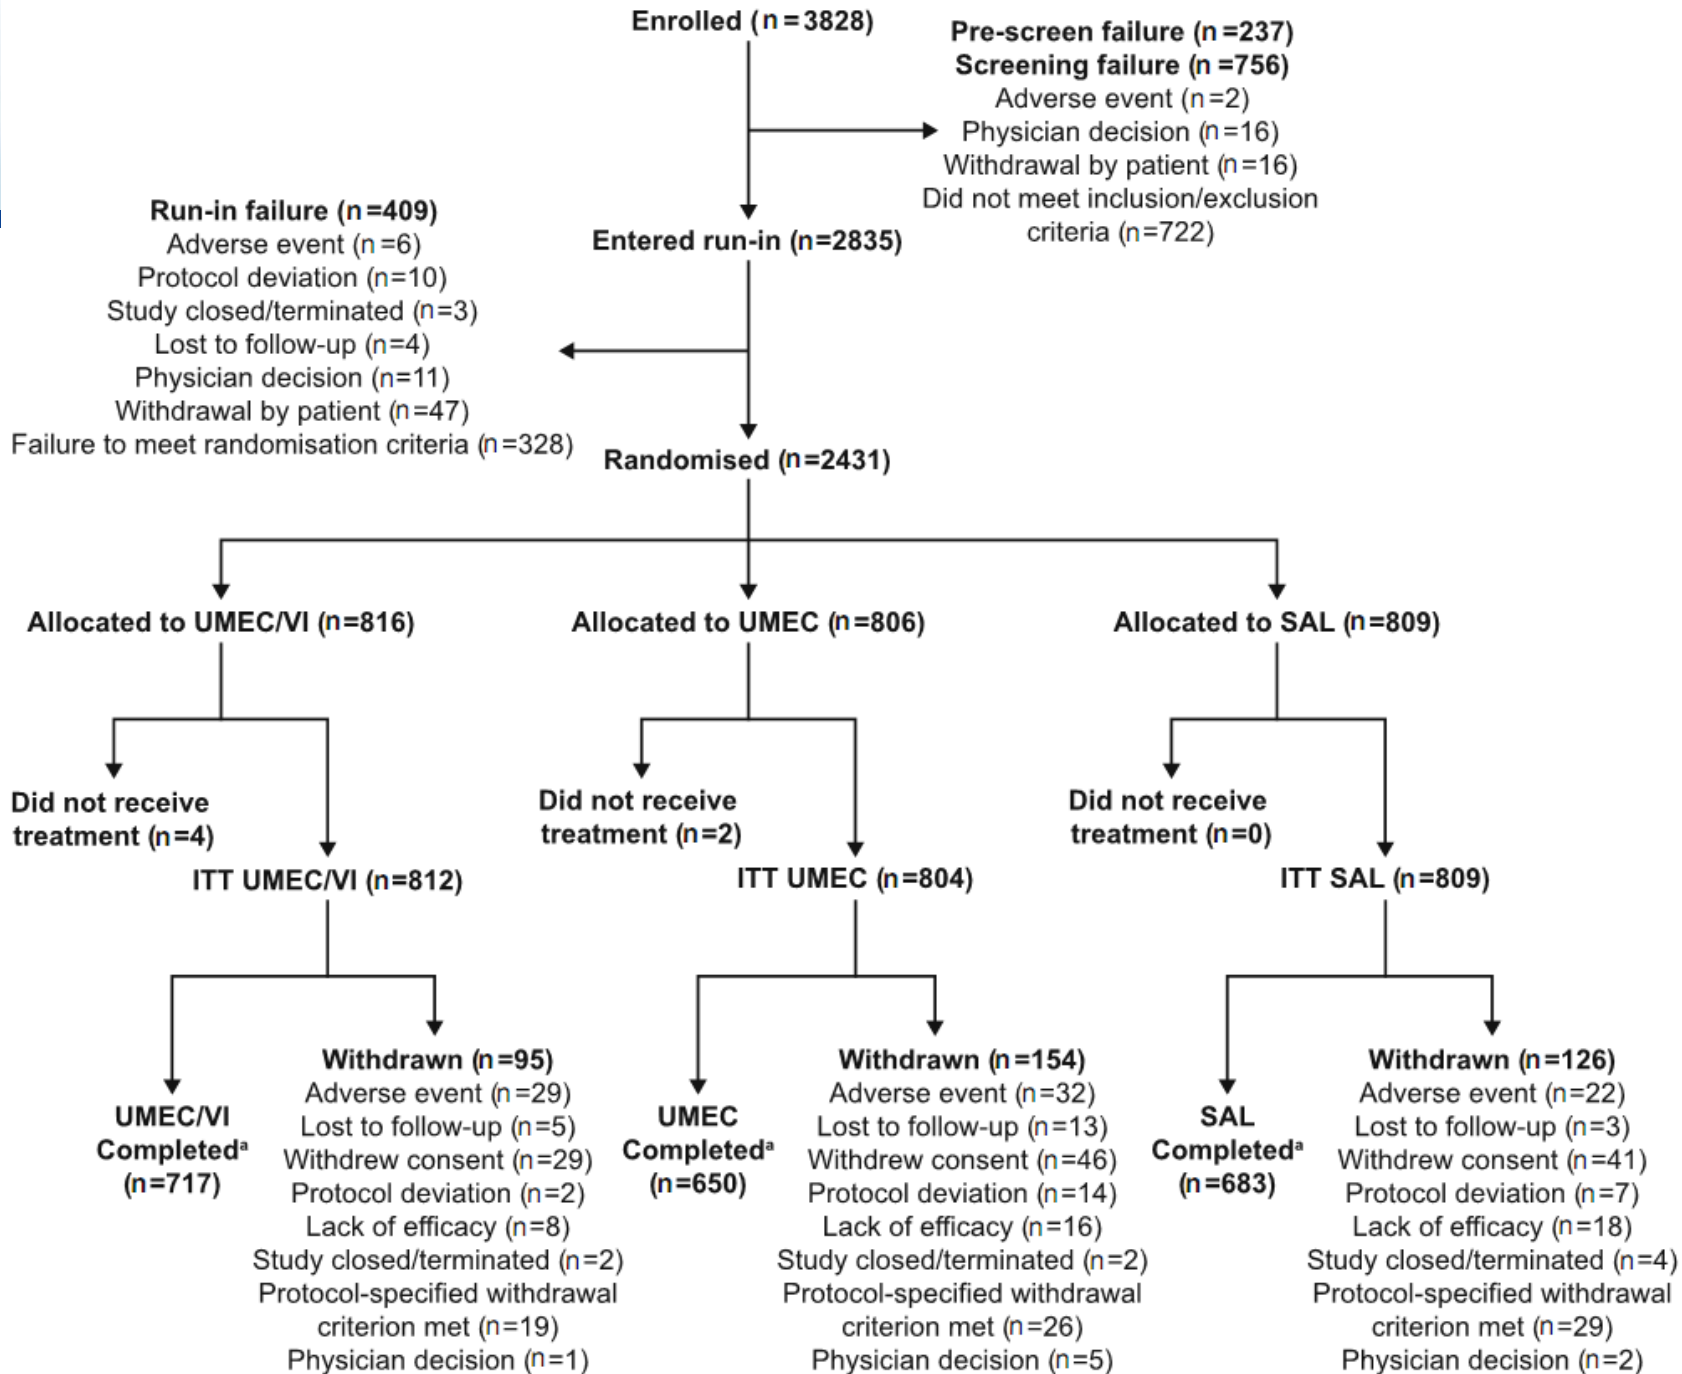 Enrolled (n=3828)
Pre-screen failure (n=237)
Screening failure (n=756)
Adverse event (n=2)
Physician decision (n=16)
Withdrawal by patient (n=16)
Did not meet inclusion/exclusion
criteria (n=722)
Run-in failure (n=409)
Adverse event (n=6)
Protocol deviation (n=10)
Study closed/terminated (n=3)
Lost to follow-up (n=4)
Physician decision (n=11)
Withdrawal by patient (n=47)
Failure to meet randomisation criteria (n=328)
Entered run-in (n=2835)
Randomised (n=2431)
Allocated to UMEC/VI (n=816)
Allocated to UMEC (n=806)
Allocated to SAL (n=809)
Did not receive
treatment (n=4)
Did not receive
treatment (n=2)
Did not receive
treatment (n=0)
ITT UMEC/VI (n=812)
ITT UMEC (n=804)
ITT SAL (n=809)
UMEC/VI
Completedᵃ
(n=717)
Withdrawn (n=95)
Adverse event (n=29)
Lost to follow-up (n=5)
Withdrew consent (n=29)
Protocol deviation (n=2)
Lack of efficacy (n=8)
Study closed/terminated (n=2)
Protocol-specified withdrawal
criterion met (n=19)
Physician decision (n=1)
UMEC
Completedᵃ
(n=650)
Withdrawn (n=154)
Adverse event (n=32)
Lost to follow-up (n=13)
Withdrew consent (n=46)
Protocol deviation (n=14)
Lack of efficacy (n=16)
Study closed/terminated (n=2)
Protocol-specified withdrawal
criterion met (n=26)
Physician decision (n=5)
SAL
Completedᵃ
(n=683)
Withdrawn (n=126)
Adverse event (n=22)
Lost to follow-up (n=3)
Withdrew consent (n=41)
Protocol deviation (n=7)
Lack of efficacy (n=18)
Study closed/terminated (n=4)
Protocol-specified withdrawal
criterion met (n=29)
Physician decision (n=2)